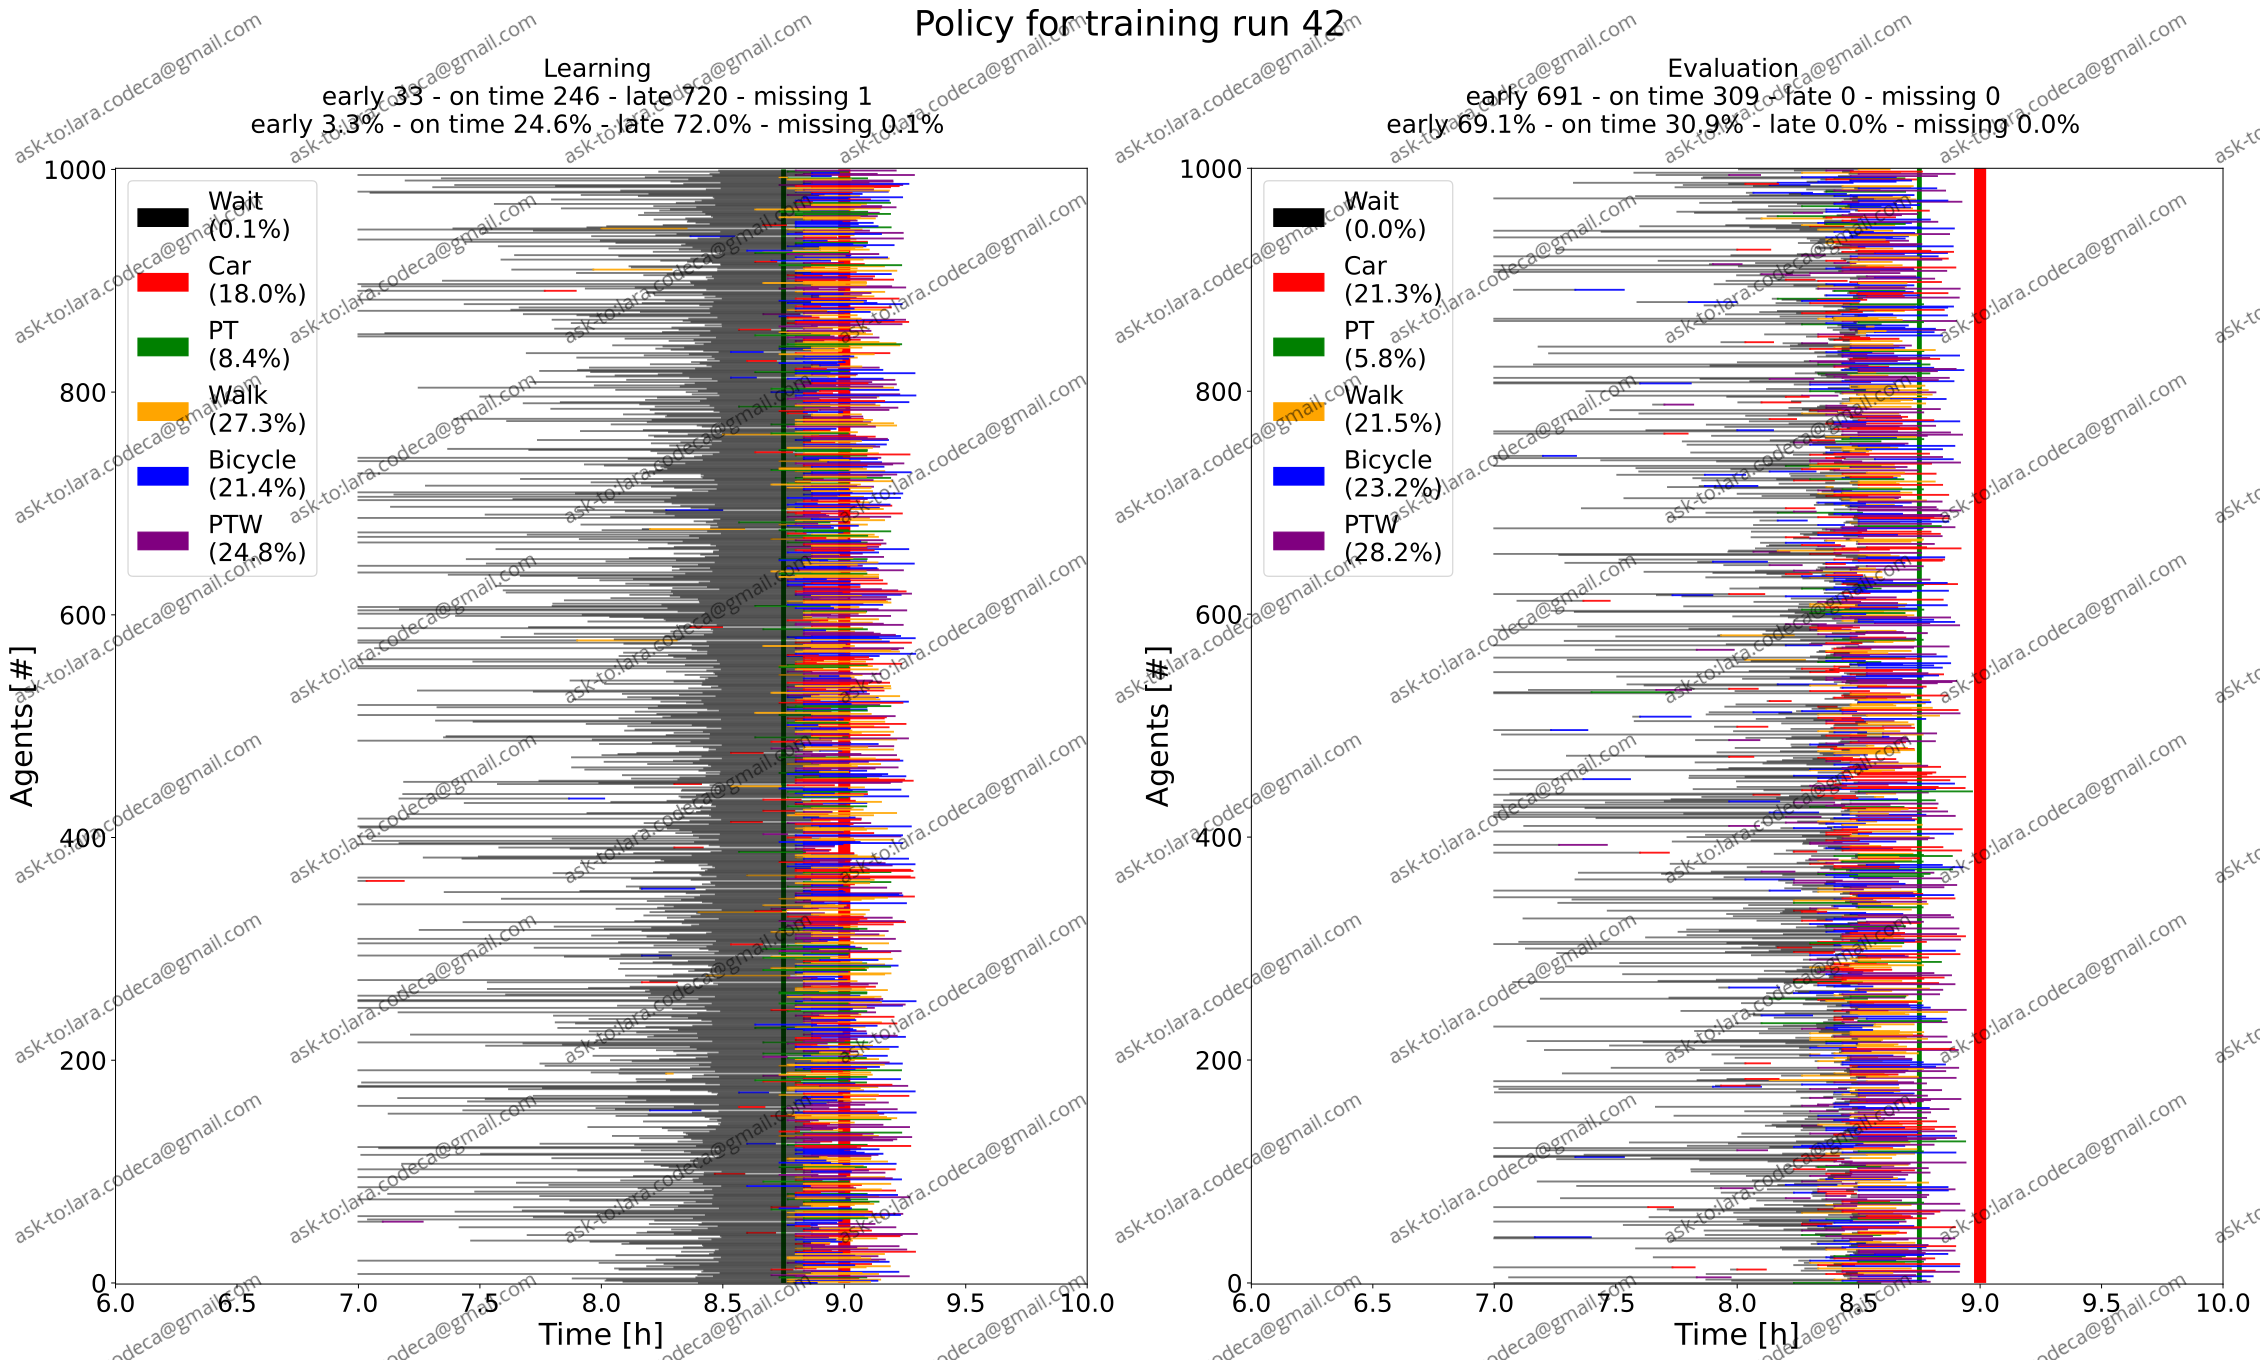 Policy for training run 42
Learning
early 33 - on time 246 - late 720 - missing 1
early 3.3% - on time 24.6% - late 72.0% - missing 0.1%
1000
800
600
400
200
0
Agents [#]
Wait
(0.1%)
Car
(18.0%)
PT
(8.4%)
Walk
(27.3%)
Bicycle
(21.4%)
PTW
(24.8%)
6.0 6.5 7.0 7.5 8.0 8.5 9.0 9.5 10.0
Time [h]
Evaluation
early 691 - on time 309 - late 0 - missing 0
early 69.1% - on time 30.9% - late 0.0% - missing 0.0%
1000
800
600
400
200
0
Agents [#]
Wait
(0.0%)
Car
(21.3%)
PT
(5.8%)
Walk
(21.5%)
Bicycle
(23.2%)
PTW
(28.2%)
6.0 6.5 7.0 7.5 8.0 8.5 9.0 9.5 10.0
Time [h]
ask-to:lara.codeca@gmail.com